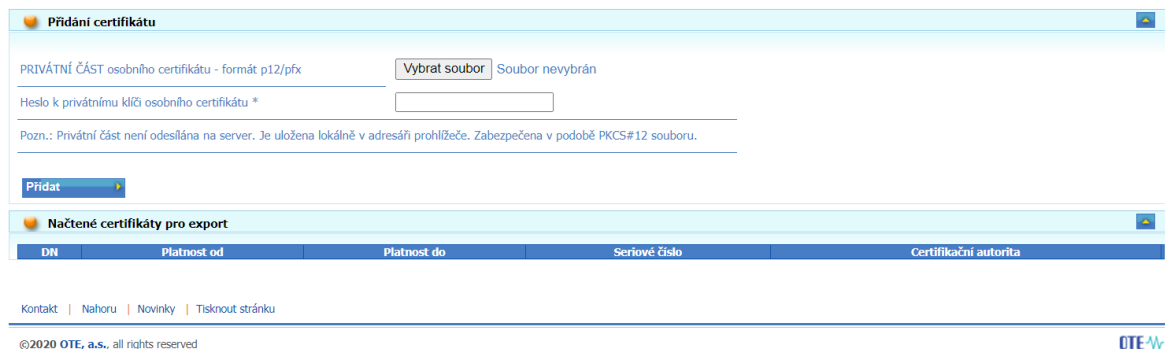 Přidání certifikátu
PRIVÁTNÍ ČÁST osobního certifikátu - formát p12/pfx
Vybrat soubor Soubor nevybrán
Heslo k privátnímu klíči osobního certifikátu *
Pozn.: Privátní část není odesílána na server. Je uložena lokálně v adresáři prohlížeče. Zabezpečena v podobě PKCS#12 souboru.
Přidat
Načtené certifikáty pro export
DN Platnost od Platnost do Seriové číslo Certifikační autorita
Kontakt | Nahoru | Novinky | Tisknout stránku
©2020 OTE, a.s., all rights reserved
OTE